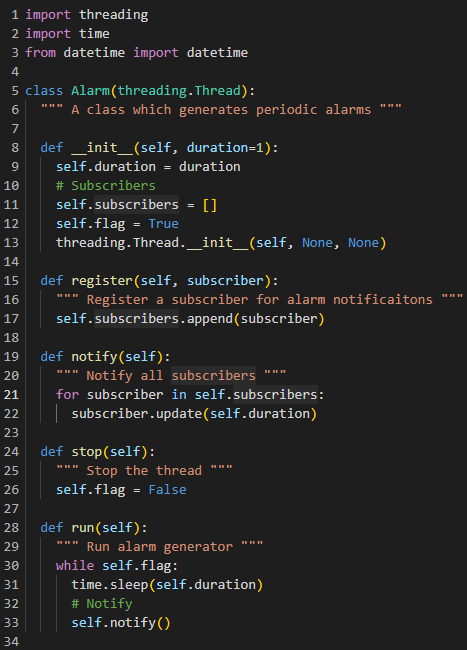 1 import threading
2 import time
3 from datetime import datetime
4
5 class Alarm(threading.Thread):
6   """ A class which generates periodic alarms """
7
8   def __init__(self, duration=1):
9     self.duration = duration
10     # Subscribers
11     self.subscribers = []
12     self.flag = True
13     threading.Thread.__init__(self, None, None)
14
15   def register(self, subscriber):
16     """ Register a subscriber for alarm notificaitons """
17     self.subscribers.append(subscriber)
18
19   def notify(self):
20     """ Notify all subscribers """
21     for subscriber in self.subscribers:
22       subscriber.update(self.duration)
23
24   def stop(self):
25     """ Stop the thread """
26     self.flag = False
27
28   def run(self):
29     """ Run alarm generator """
30     while self.flag:
31       time.sleep(self.duration)
32       # Notify
33       self.notify()
34